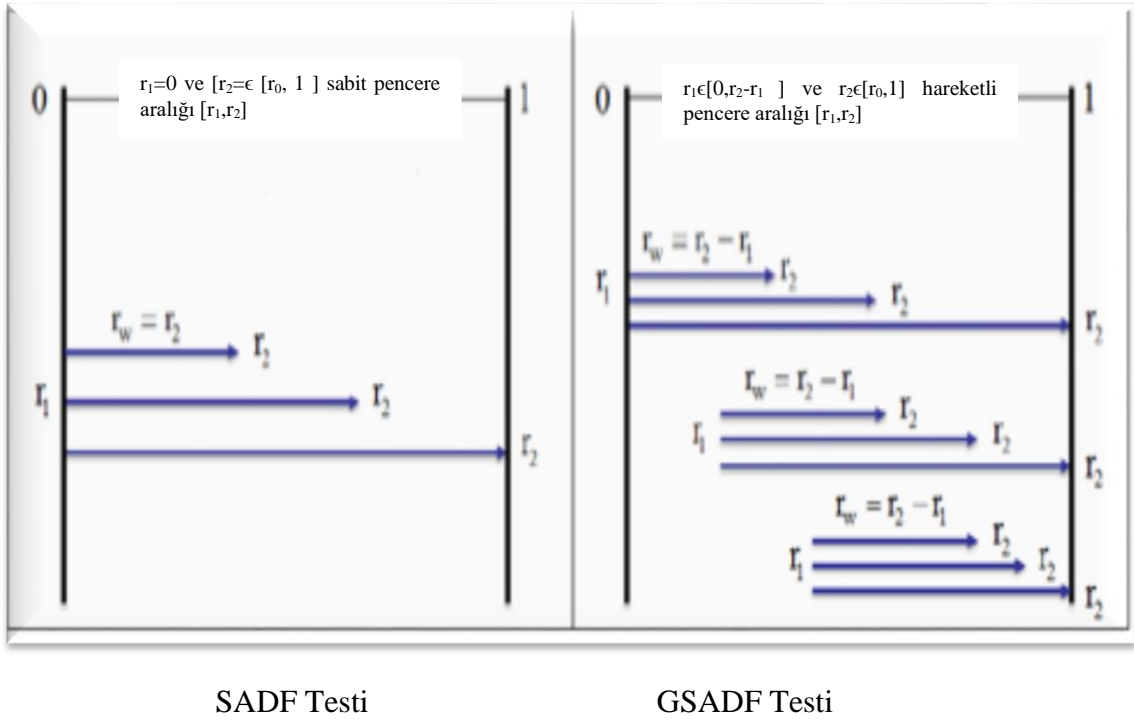 r₁=0 ve [r₂=ϵ [r₀, 1 ] sabit pencere
aralığı [r₁,r₂]
0
1
r_w = r₂
r₂
r₁
r₂
r₂
r₁ϵ[0,r₂-r₁ ] ve r₂ϵ[r₀,1] hareketli
pencere aralığı [r₁,r₂]
0
1
r_w = r₂ − r₁
r₂
r₁
r₂
r₂
r_w = r₂ − r₁
r₂
r₁
r₂
r₂
r_w = r₂ − r₁
r₂
r₁
r₂
r₂
SADF Testi
GSADF Testi